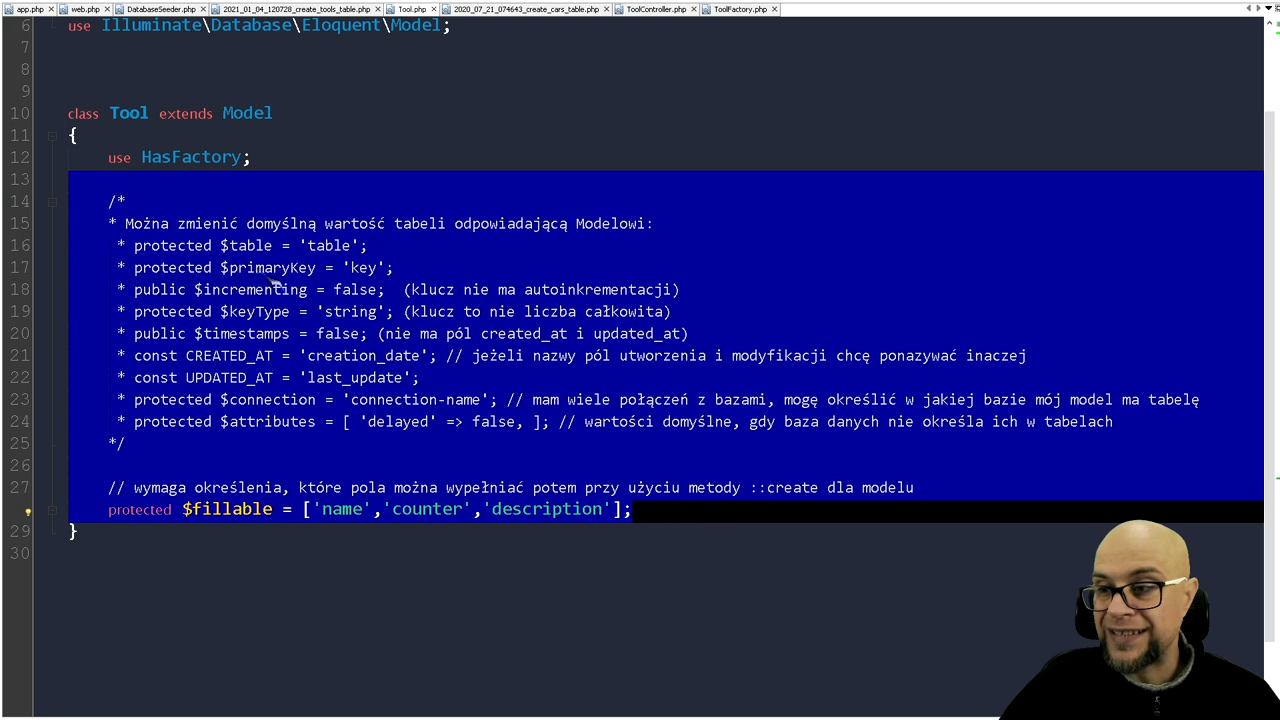 app.php
web.php
DatabaseSeeder.php
2021_01_04_120728_create_tools_table.php
Tool.php
2020_07_21_074643_create_cars_table.php
ToolController.php
ToolFactory.php
6 use Illuminate\Database\Eloquent\Model;
7
8
9
10 class Tool extends Model
11 {
12 use HasFactory;
13
14 /*
15 * Można zmienić domyślną wartość tabeli odpowiadającą Modelowi:
16 * protected $table = 'table';
17 * protected $primaryKey = 'key';
18 * public $incrementing = false; (klucz nie ma autoinkrementacji)
19 * protected $keyType = 'string'; (klucz to nie liczba całkowita)
20 * public $timestamps = false; (nie ma pól created_at i updated_at)
21 * const CREATED_AT = 'creation_date'; // jeżeli nazwy pól utworzenia i modyfikacji chcę ponazywać inaczej
22 * const UPDATED_AT = 'last_update';
23 * protected $connection = 'connection-name'; // mam wiele połączeń z bazami, mogę określić w jakiej bazie mój model ma tabelę
24 * protected $attributes = [ 'delayed' => false, ]; // wartości domyślne, gdy baza danych nie określa ich w tabelach
25 */
26
27 // wymaga określenia, które pola można wypełniać potem przy użyciu metody ::create dla modelu
protected $fillable = ['name','counter','description'];
29 }
30